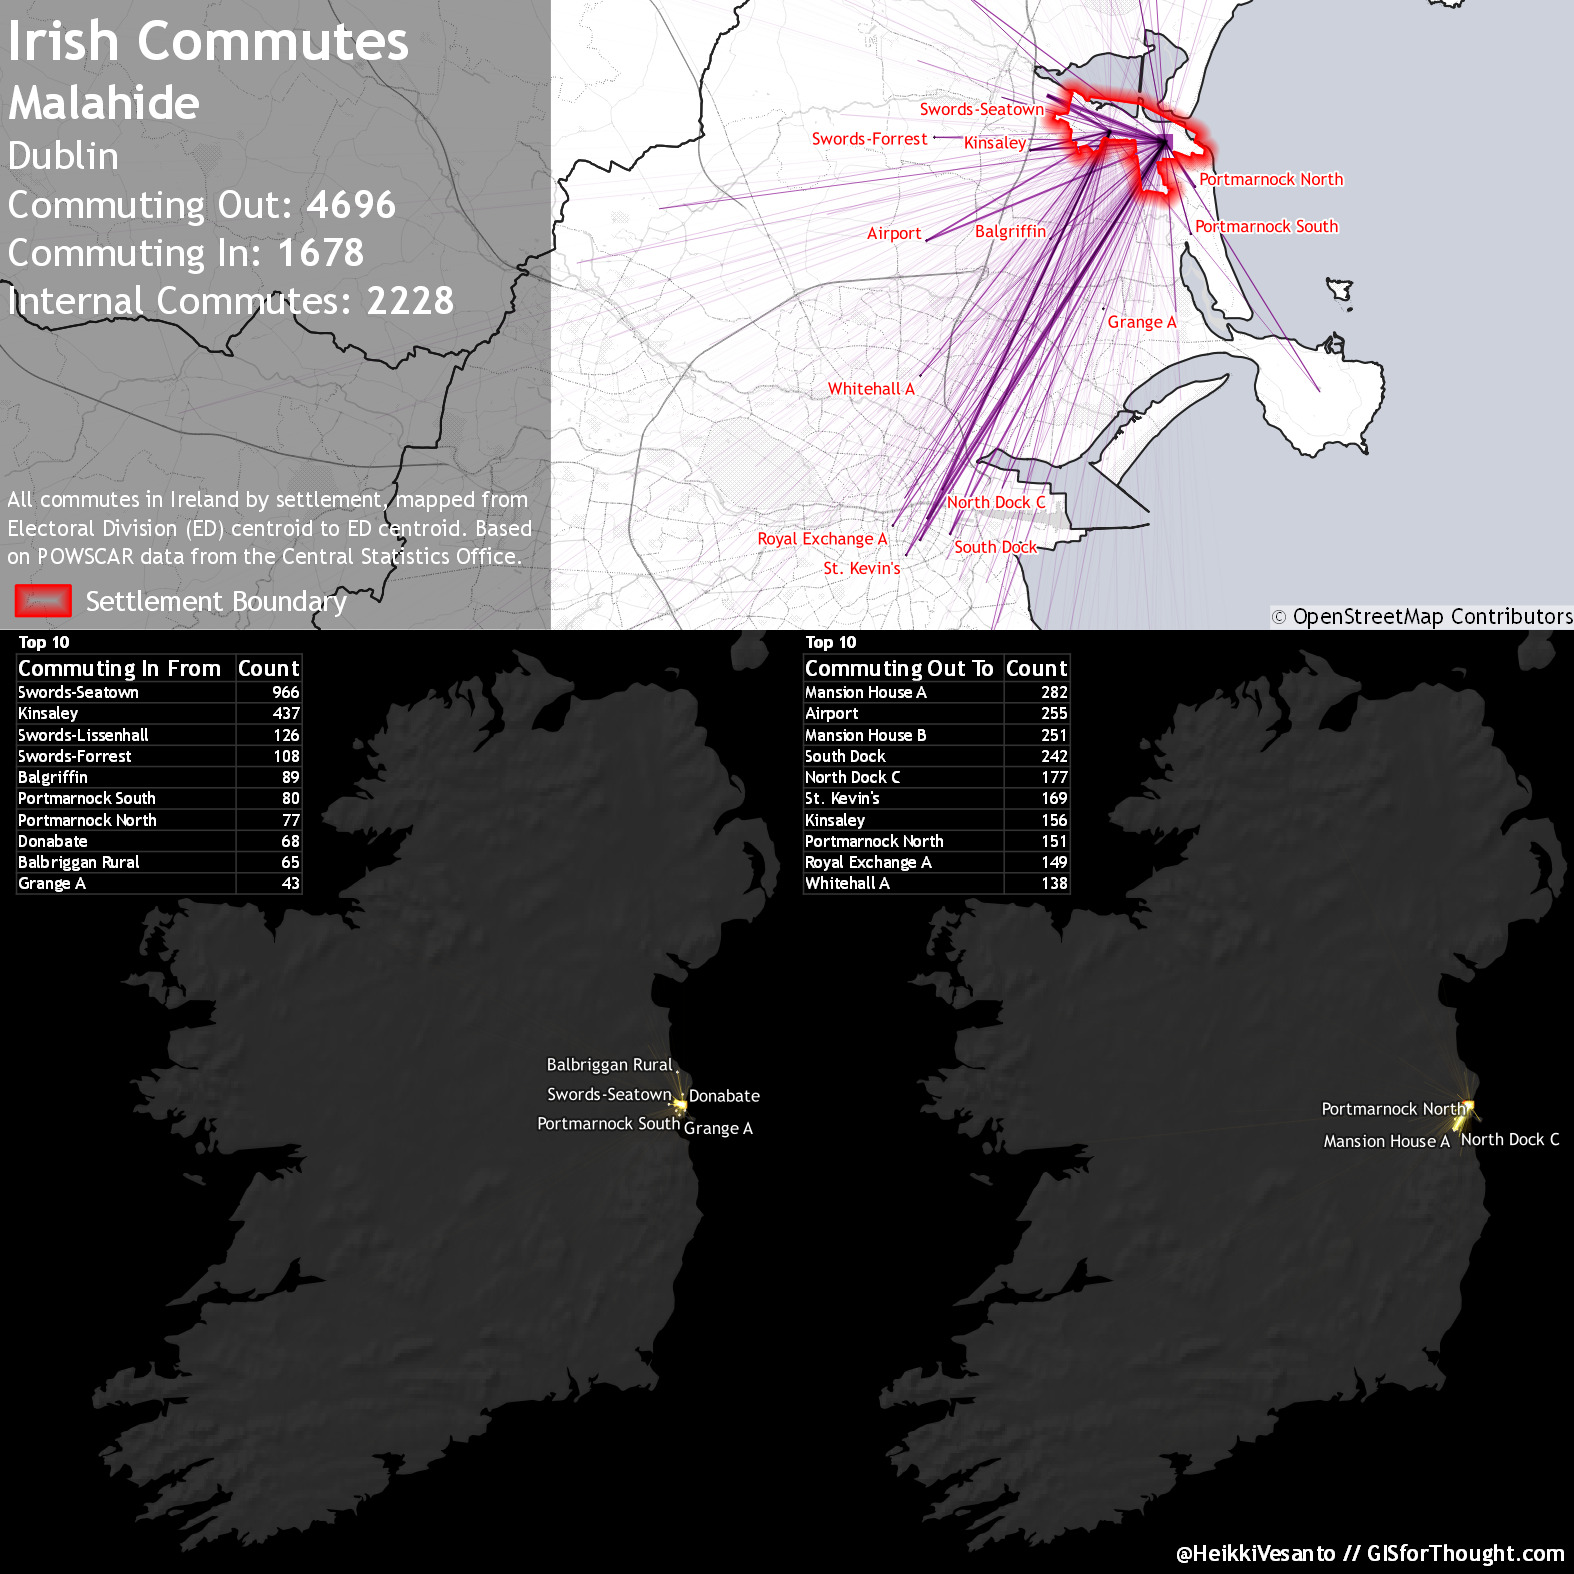 Irish Commutes
Malahide
Dublin
Commuting Out: 4696
Commuting In: 1678
Internal Commutes: 2228
All commutes in Ireland by settlement, mapped from
Electoral Division (ED) centroid to ED centroid. Based
on POWSCAR data from the Central Statistics Office.
Settlement Boundary
Swords-Seatown
Swords-Forrest
Kinsaley
Portmarnock North
Portmarnock South
Airport
Balgriffin
Grange A
Whitehall A
North Dock C
Royal Exchange A
South Dock
St. Kevin's
© OpenStreetMap Contributors
Top 10
Commuting In From Count
Swords-Seatown 966
Kinsaley 437
Swords-Lissenhall 126
Swords-Forrest 108
Balgriffin 89
Portmarnock South 80
Portmarnock North 77
Donabate 68
Balbriggan Rural 65
Grange A 43
Top 10
Commuting Out To Count
Mansion House A 282
Airport 255
Mansion House B 251
South Dock 242
North Dock C 177
St. Kevin's 169
Kinsaley 156
Portmarnock North 151
Royal Exchange A 149
Whitehall A 138
Balbriggan Rural
Swords-Seatown
Donabate
Portmarnock South
Grange A
Portmarnock North
Mansion House A
North Dock C
@HeikkiVesanto // GISforThought.com